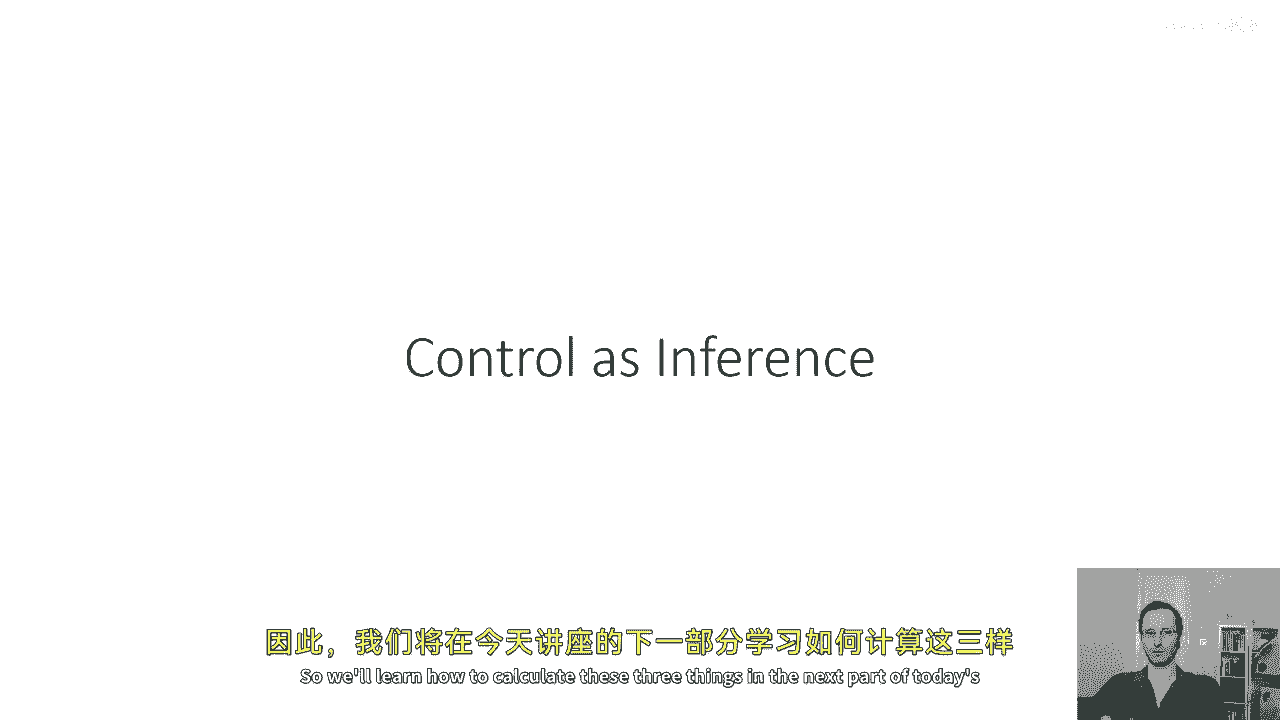 Control as Inference
因此，我们将在今天讲座的下一部分学习如何计算这三样
So we'll learn how to calculate these three things in the next part of today's